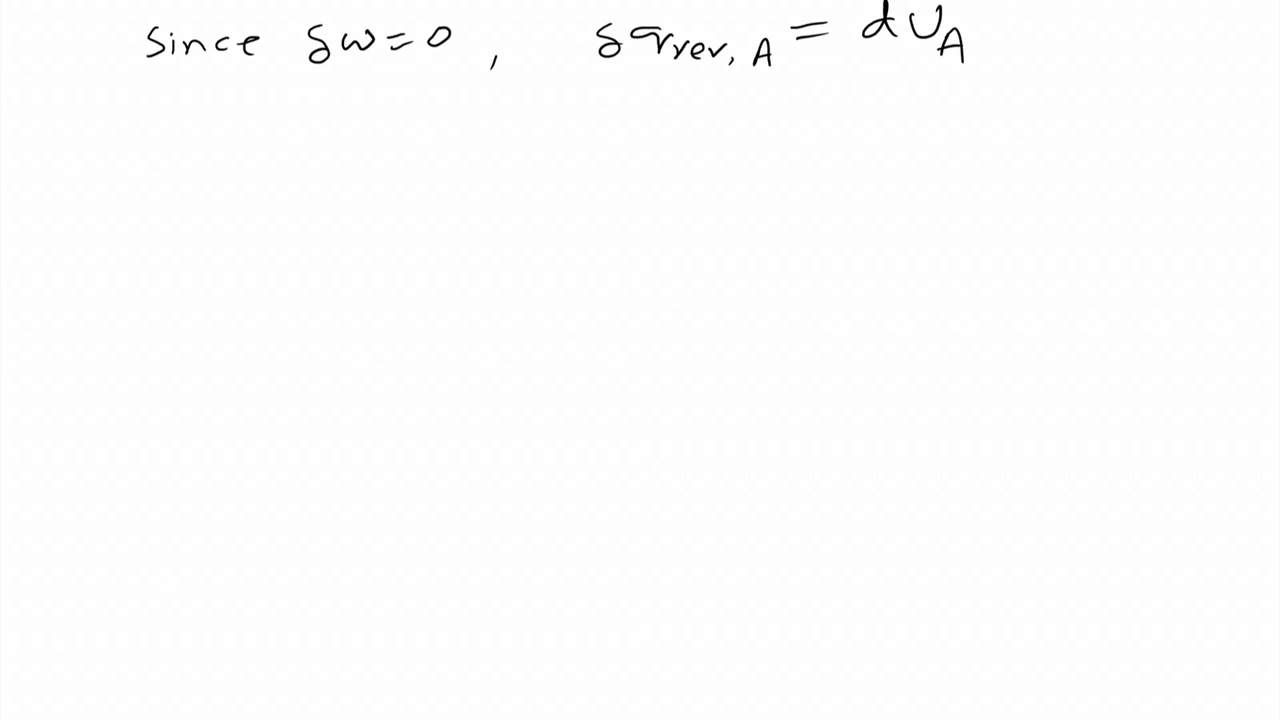 since δw=0, δq_rev, A = dU_A